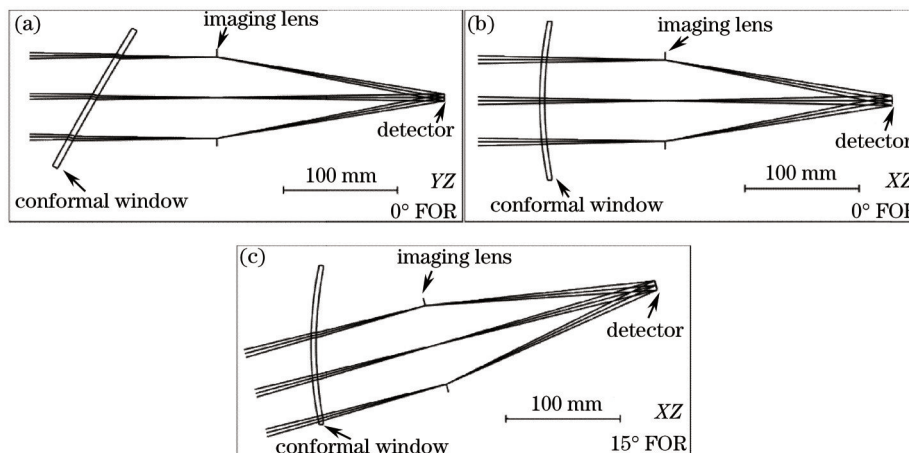 (a)
imaging lens
detector
conformal window
100 mm
YZ
0° FOR
(b)
imaging lens
detector
conformal window
100 mm
XZ
0° FOR
(c)
imaging lens
detector
conformal window
100 mm
XZ
15° FOR